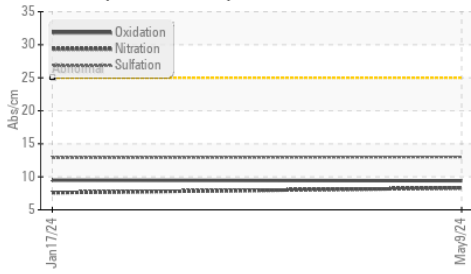 35
30
25
20
15
10
5
Abs/cm
Oxidation
Nitration
Sulfation
Abnormal
Jan17/24
May9/24